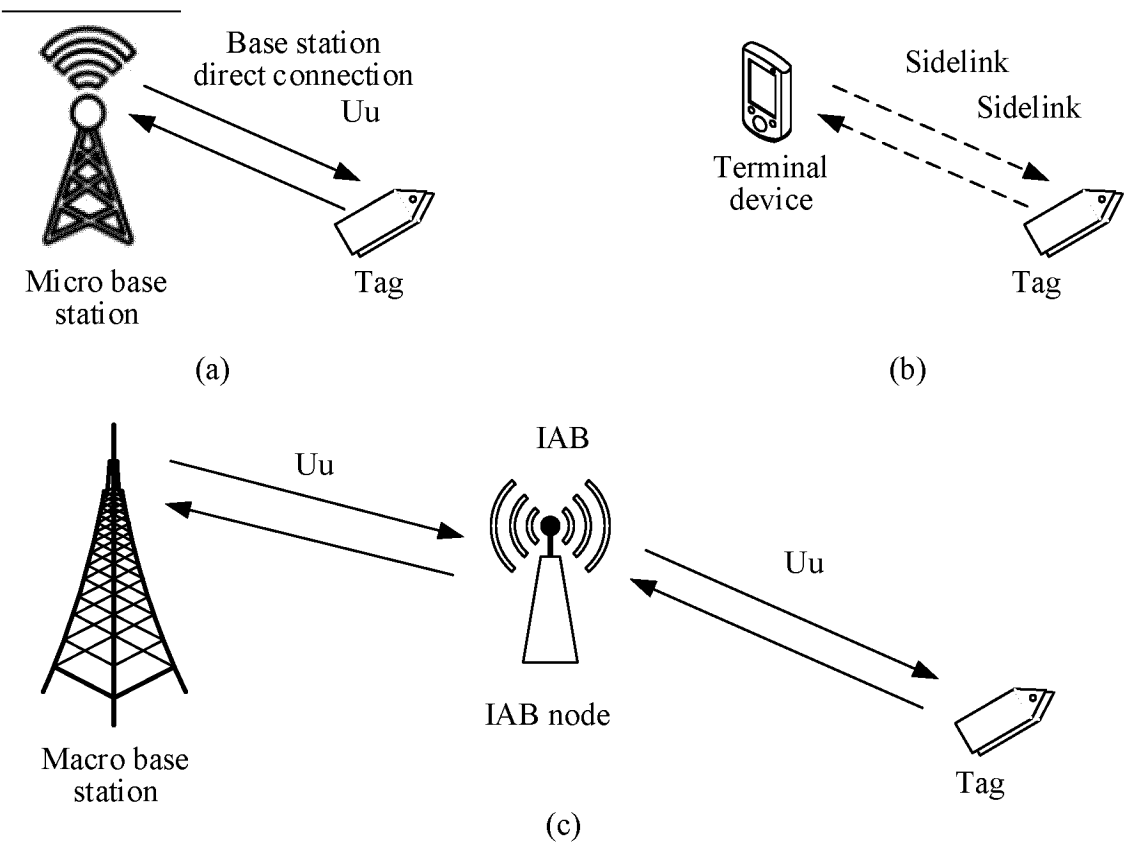 Base station
direct connection
Uu
Micro base
station
Tag
(a)
Sidelink
Sidelink
Terminal
device
Tag
(b)
Uu
IAB
Uu
IAB node
Macro base
station
Tag
(c)